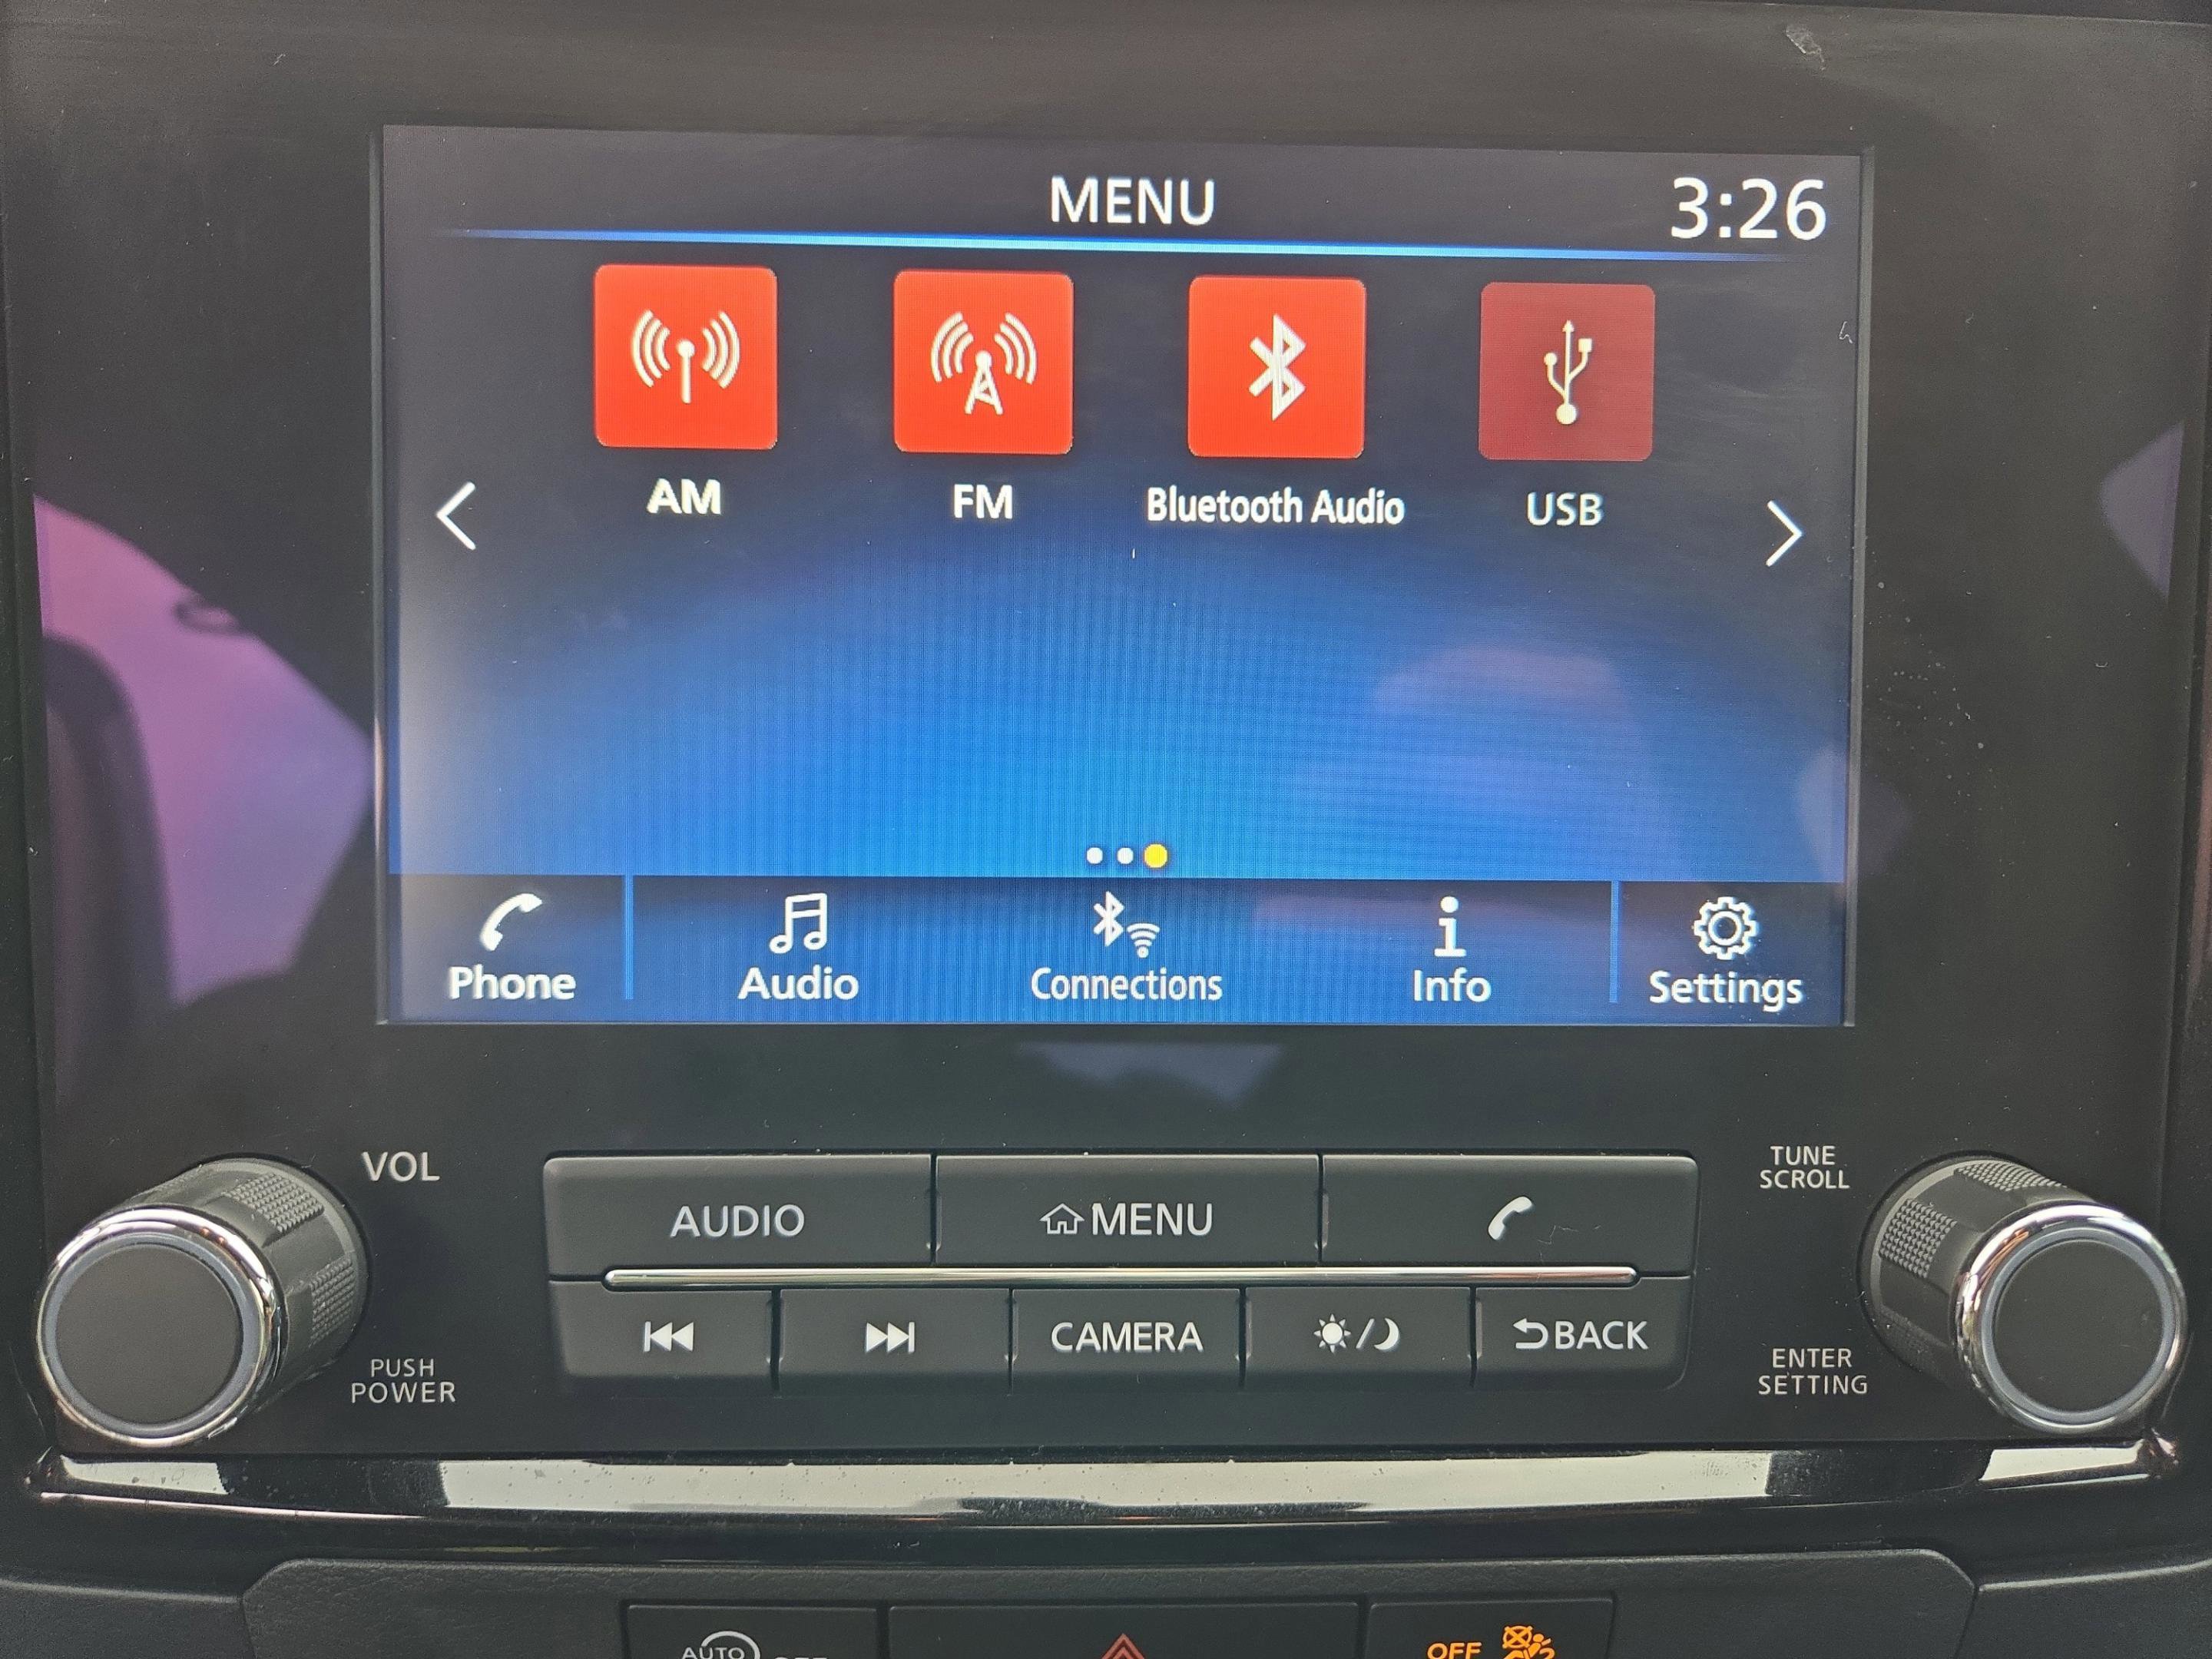 MENU
3:26
AM
FM
Bluetooth Audio
USB
Phone
Audio
Connections
Info
Settings
VOL
PUSH
POWER
AUDIO
MENU
CAMERA
BACK
TUNE
SCROLL
ENTER
SETTING
AUTO
OFF